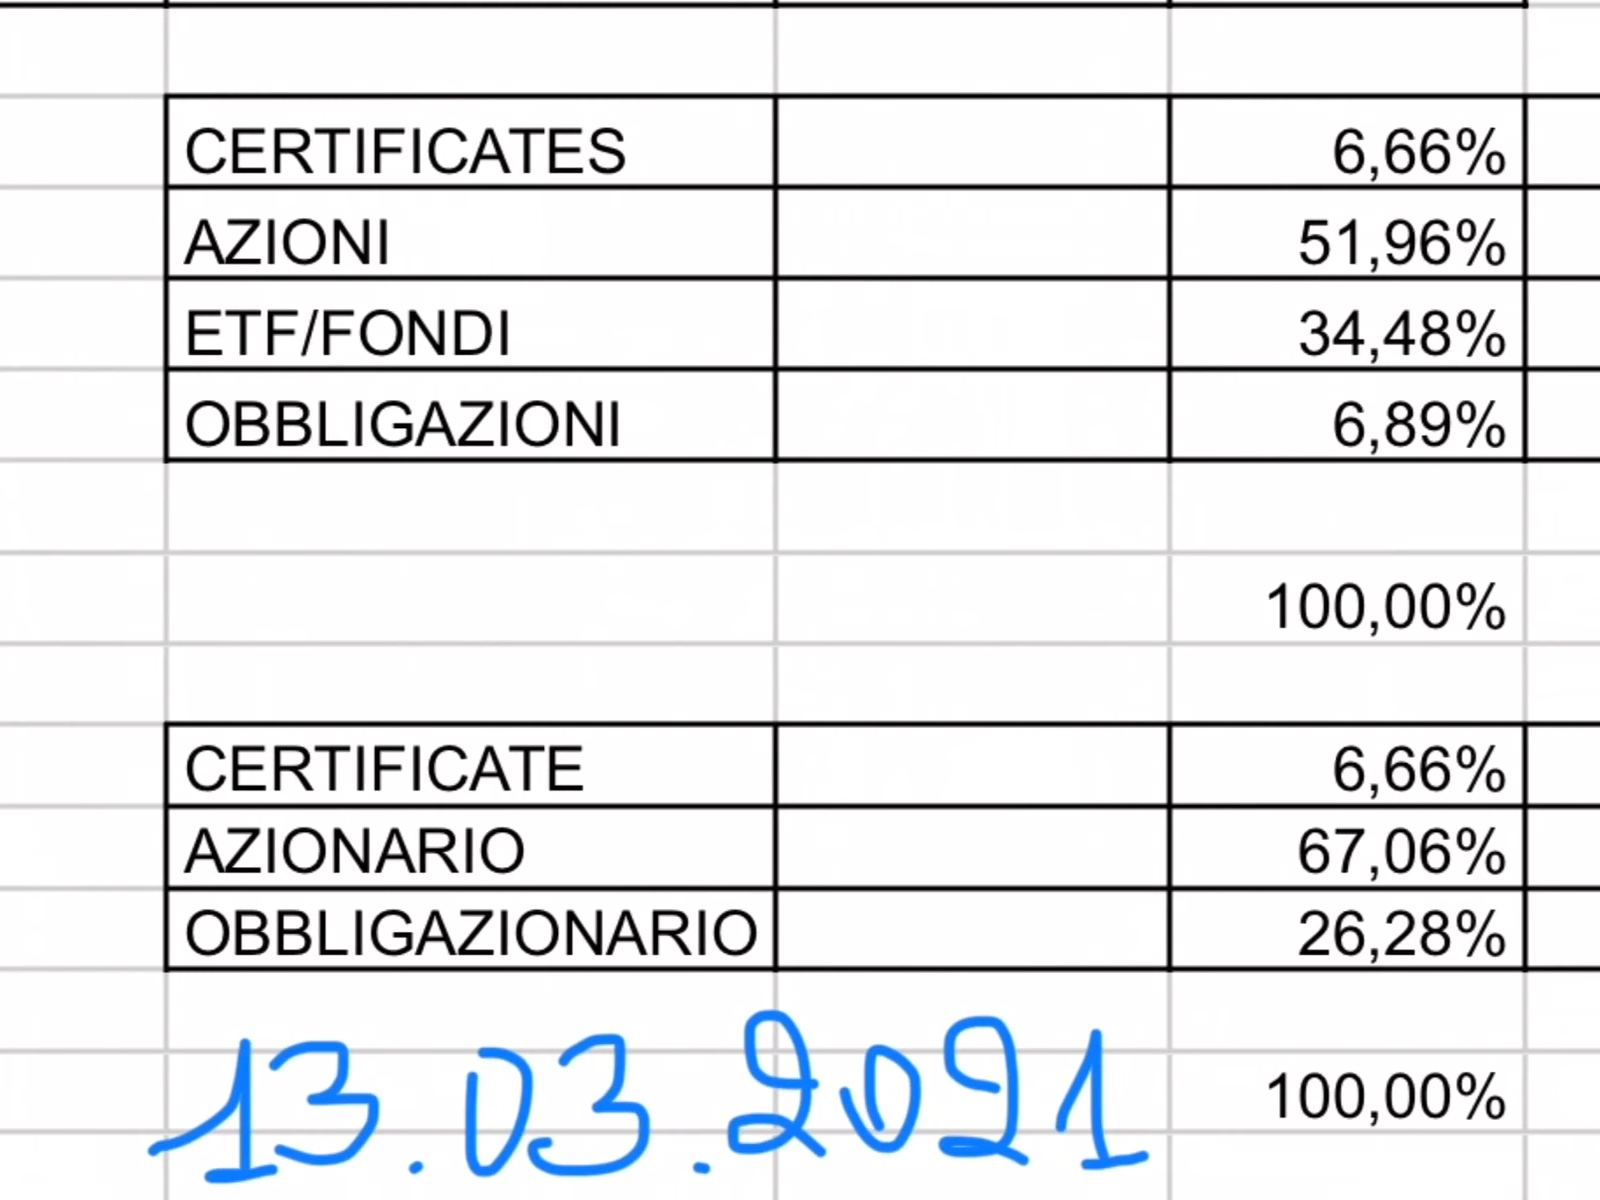 CERTIFICATES 6,66%
AZIONI 51,96%
ETF/FONDI 34,48%
OBBLIGAZIONI 6,89%
100,00%
CERTIFICATE 6,66%
AZIONARIO 67,06%
OBBLIGAZIONARIO 26,28%
13.03.2021
100,00%